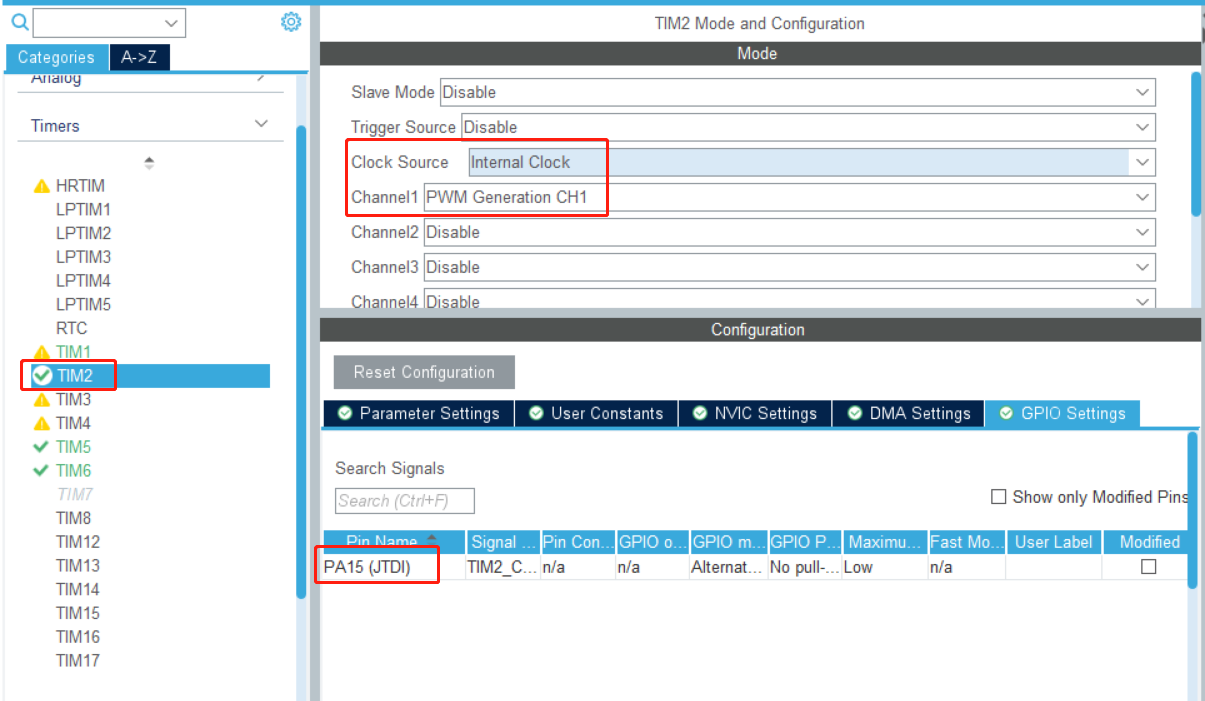 TIM2 Mode and Configuration
Categories A->Z
Mode
Analog
Timers
HRTIM
LPTIM1
LPTIM2
LPTIM3
LPTIM4
LPTIM5
RTC
TIM1
TIM2
TIM3
TIM4
TIM5
TIM6
TIM7
TIM8
TIM12
TIM13
TIM14
TIM15
TIM16
TIM17
Slave Mode Disable
Trigger Source Disable
Clock Source Internal Clock
Channel1 PWM Generation CH1
Channel2 Disable
Channel3 Disable
Channel4 Disable
Configuration
Reset Configuration
Parameter Settings User Constants NVIC Settings DMA Settings GPIO Settings
Search Signals
Search (Ctrl+F)
Show only Modified Pins
Pin Name Signal ... Pin Con... GPIO o... GPIO m... GPIO P... Maximu... Fast Mo... User Label Modified
PA15 (JTDI) TIM2_C... n/a n/a Alternat... No pull-... Low n/a